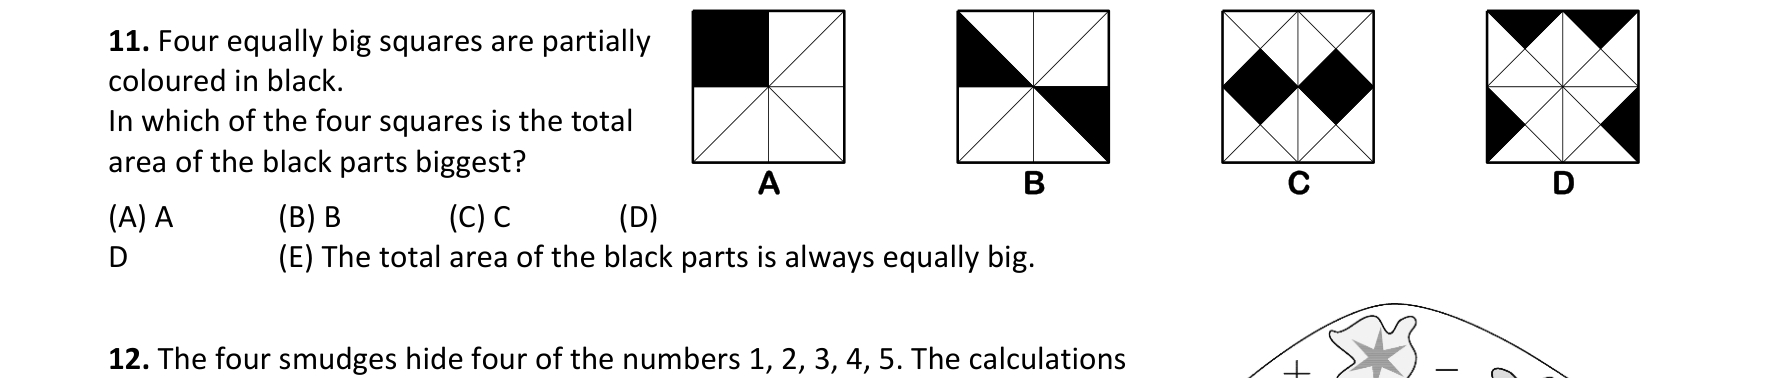 11. Four equally big squares are partially
coloured in black.
In which of the four squares is the total
area of the black parts biggest?
A B C D
(A) A (B) B (C) C (D)
D (E) The total area of the black parts is always equally big.
+ −
12. The four smudges hide four of the numbers 1, 2, 3, 4, 5. The calculations